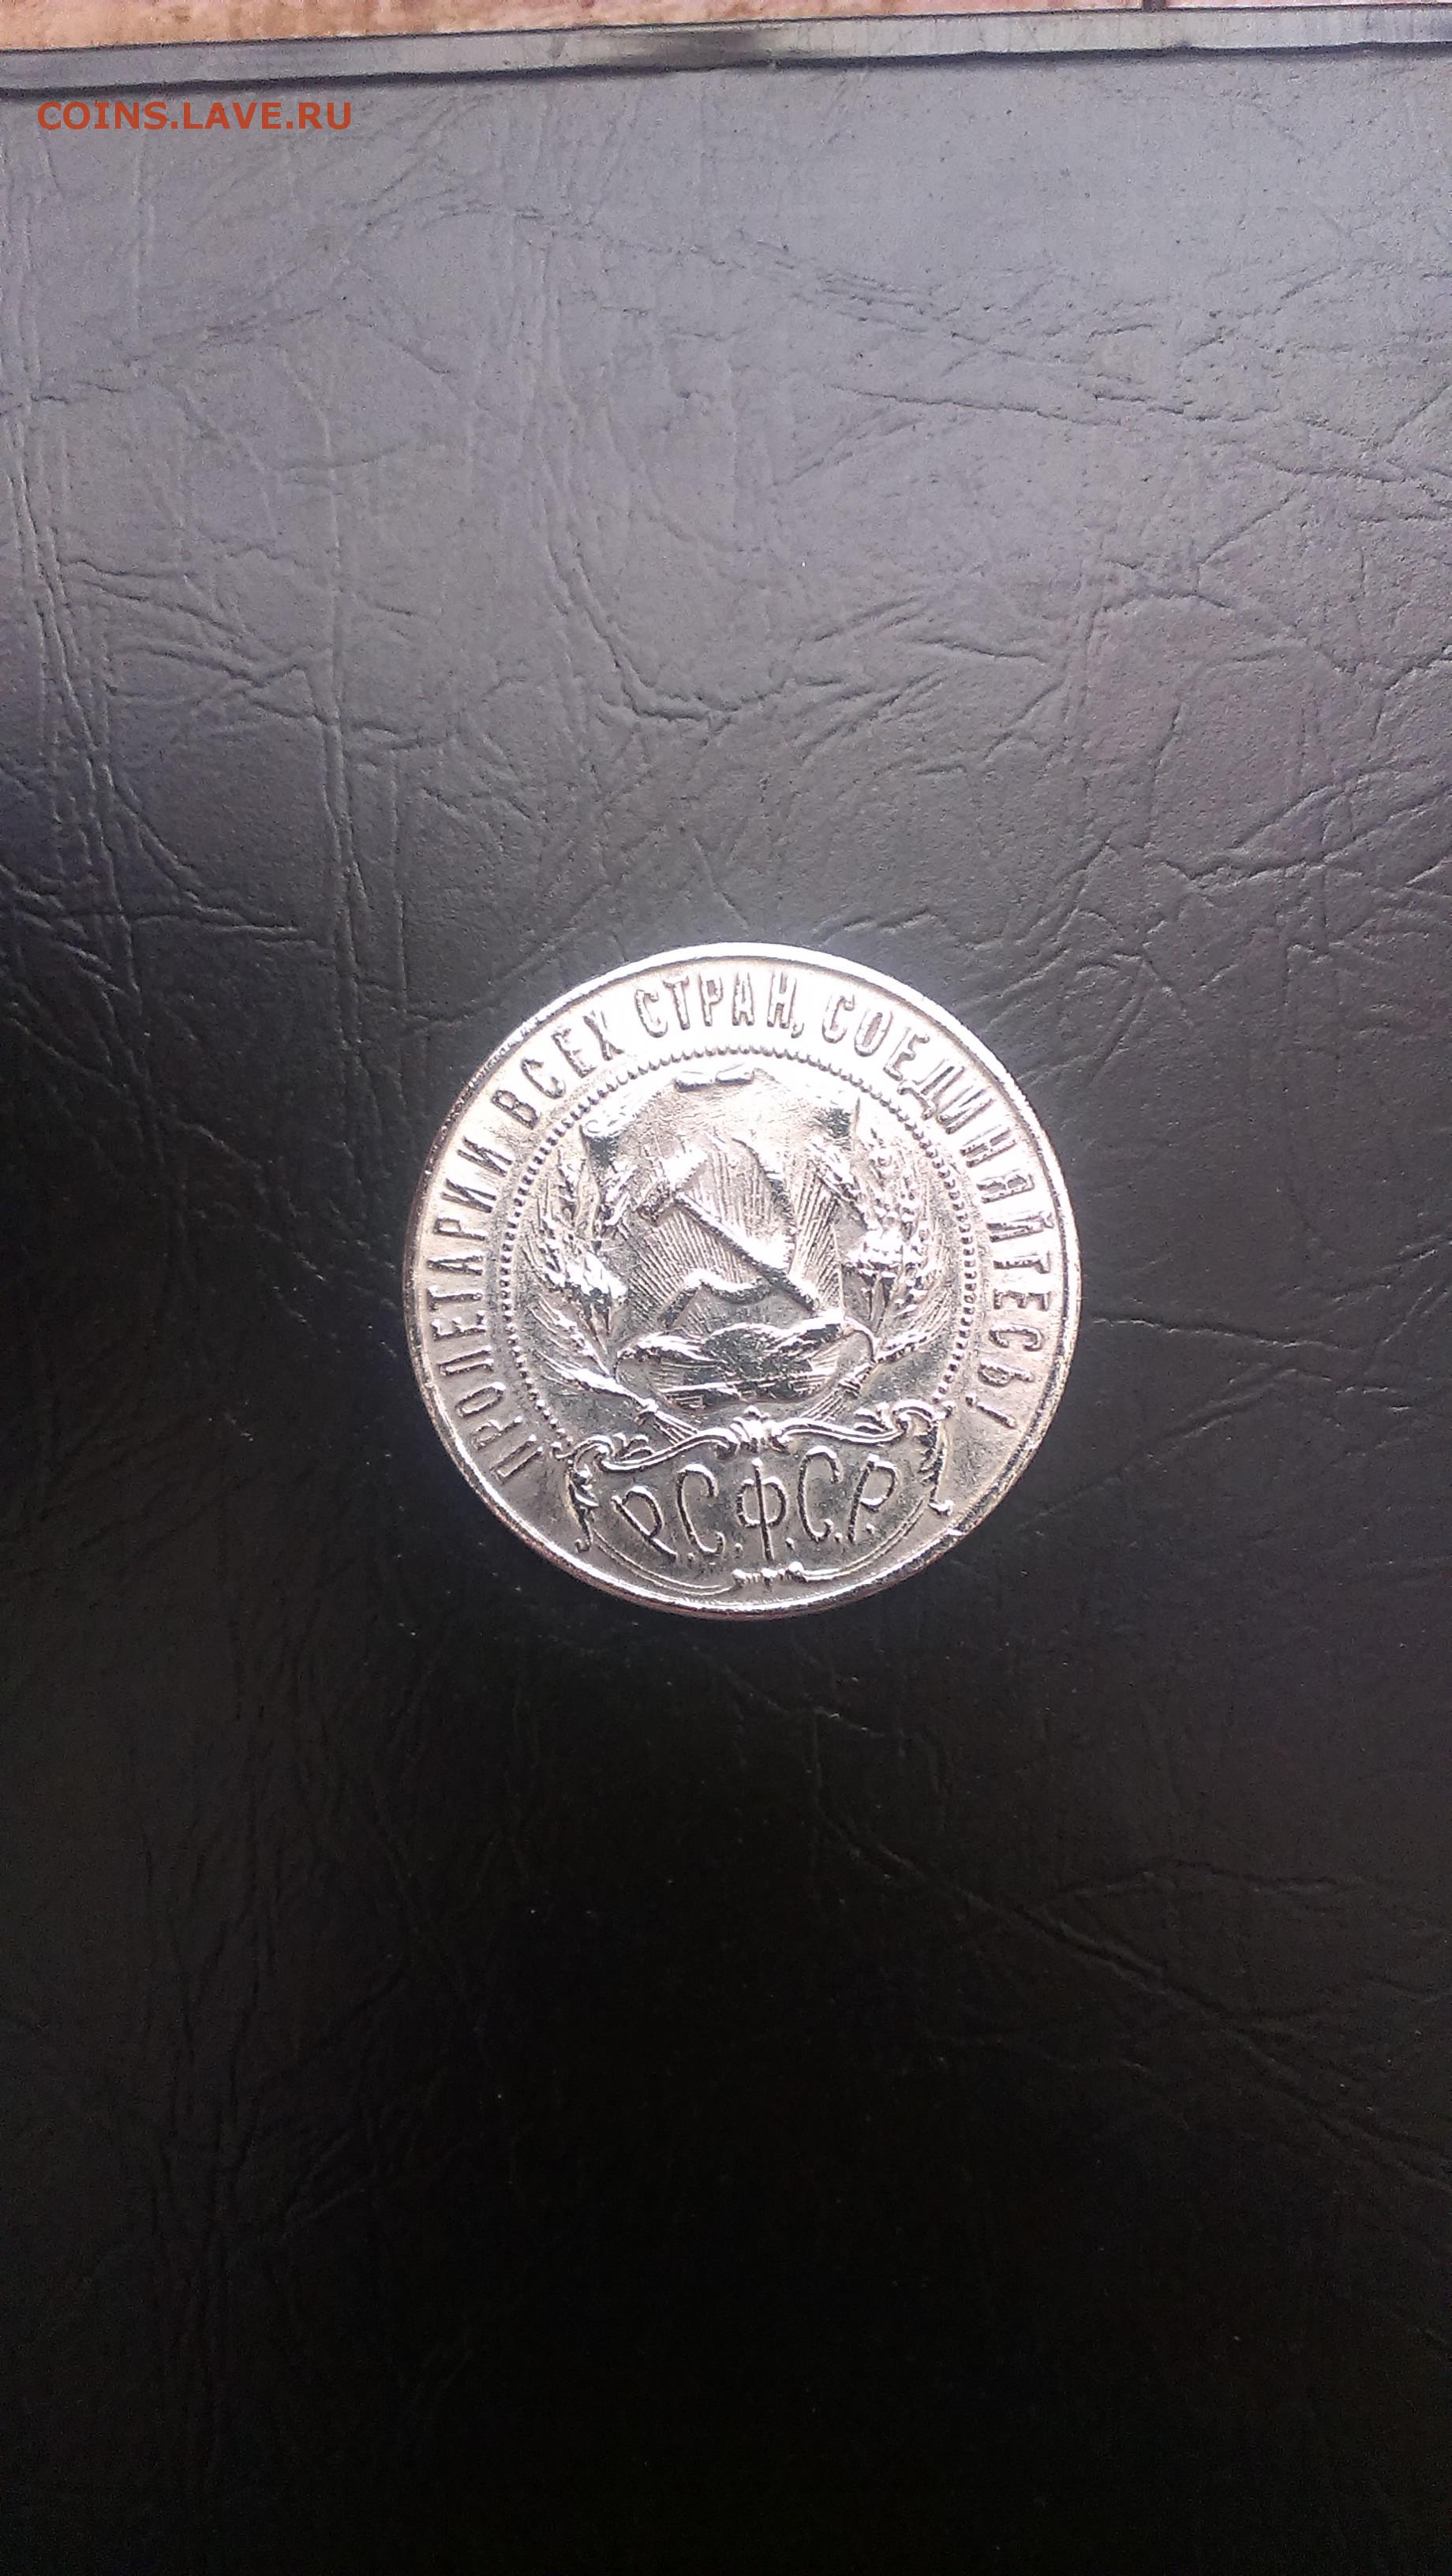 COINS.LAVE.RU
ПРОЛЕТАРИИ ВСЕХ СТРАН, СОЕДИНЯЙТЕСЬ!
Р.С.Ф.С.Р.